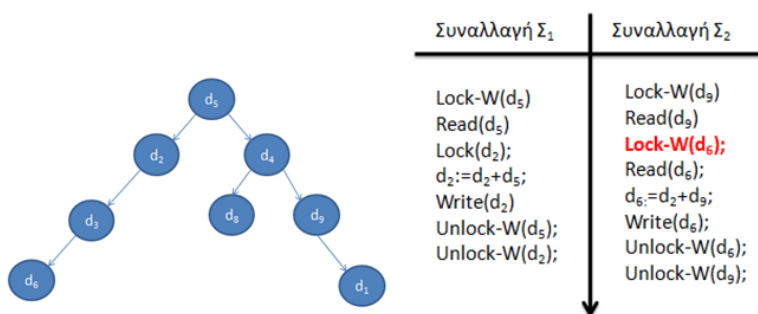 Συναλλαγή Σ₁
Συναλλαγή Σ₂
d₅
d₂
d₄
d₃
d₈
d₉
d₆
d₁
Lock-W(d₅)
Read(d₅)
Lock(d₂);
d₂:=d₂+d₅;
Write(d₂)
Unlock-W(d₅);
Unlock-W(d₂);
Lock-W(d₉)
Read(d₉)
Lock-W(d₆);
Read(d₆);
d₆:=d₂+d₉;
Write(d₆);
Unlock-W(d₆);
Unlock-W(d₉);